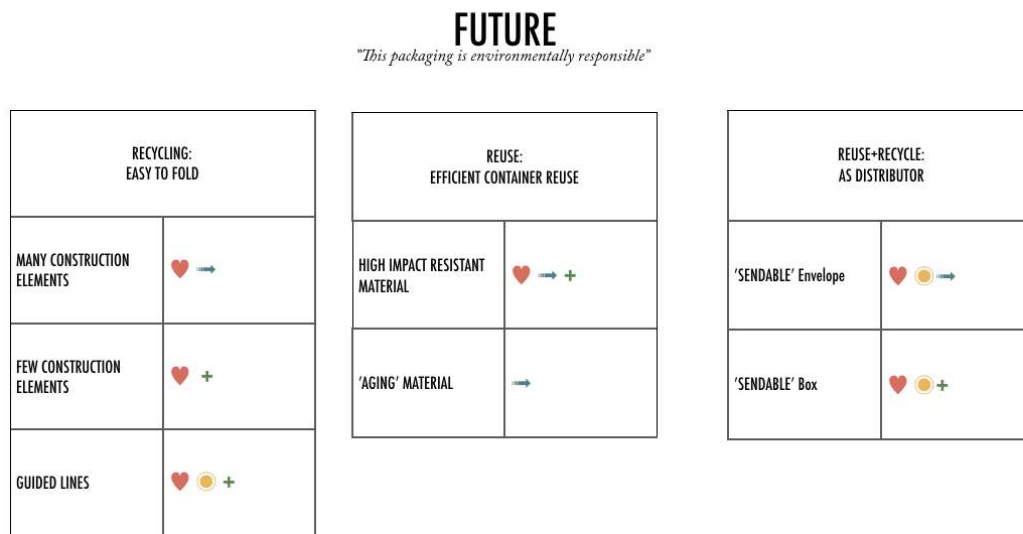 FUTURE
"This packaging is environmentally responsible"
RECYCLING:
EASY TO FOLD
MANY CONSTRUCTION
ELEMENTS
FEW CONSTRUCTION
ELEMENTS
GUIDED LINES
REUSE:
EFFICIENT CONTAINER REUSE
HIGH IMPACT RESISTANT
MATERIAL
'AGING' MATERIAL
REUSE+RECYCLE:
AS DISTRIBUTOR
'SENDABLE' Envelope
'SENDABLE' Box